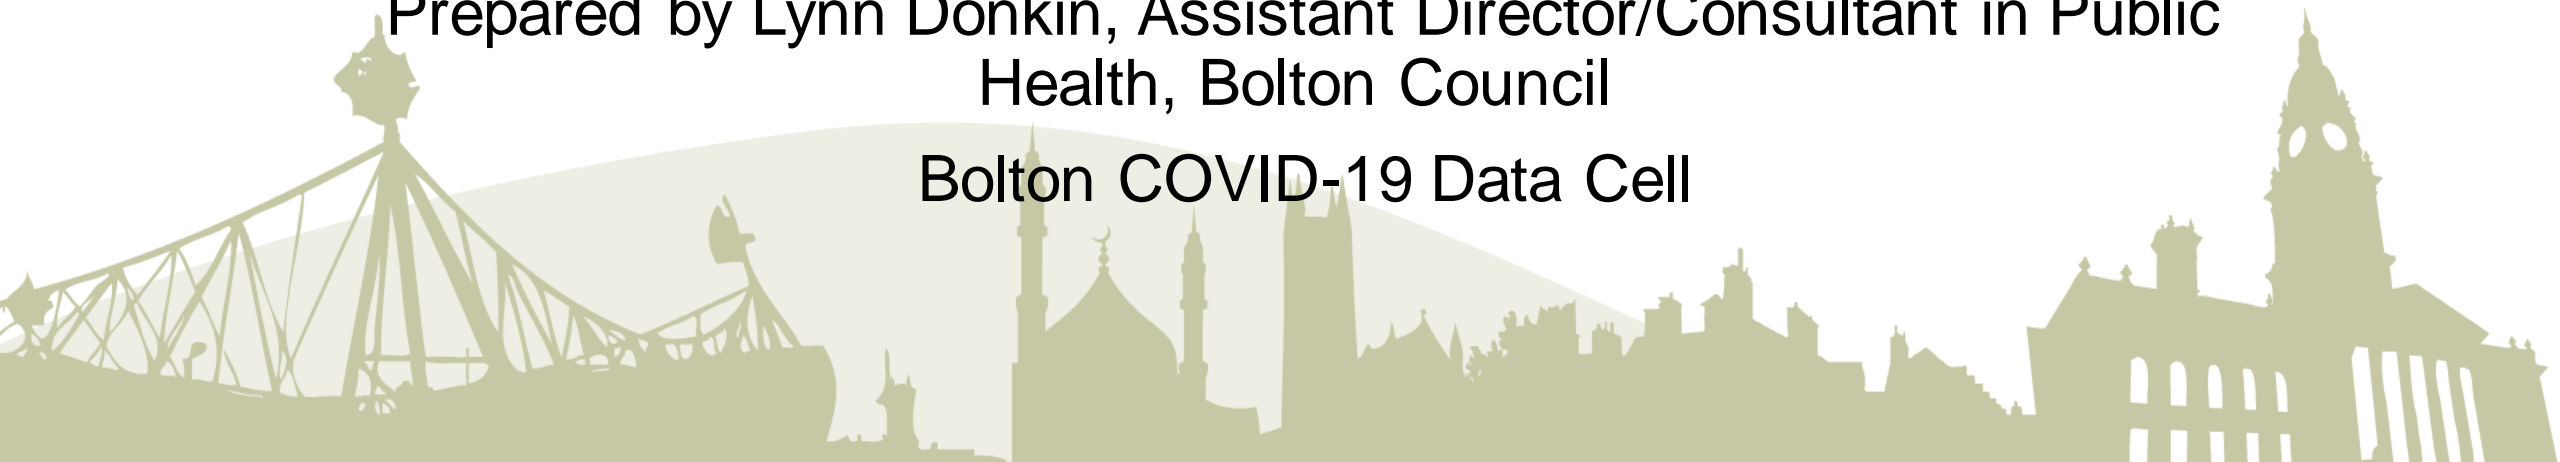 Prepared by Lynn Donkin, Assistant Director/Consultant in Public
Health, Bolton Council
Bolton COVID-19 Data Cell